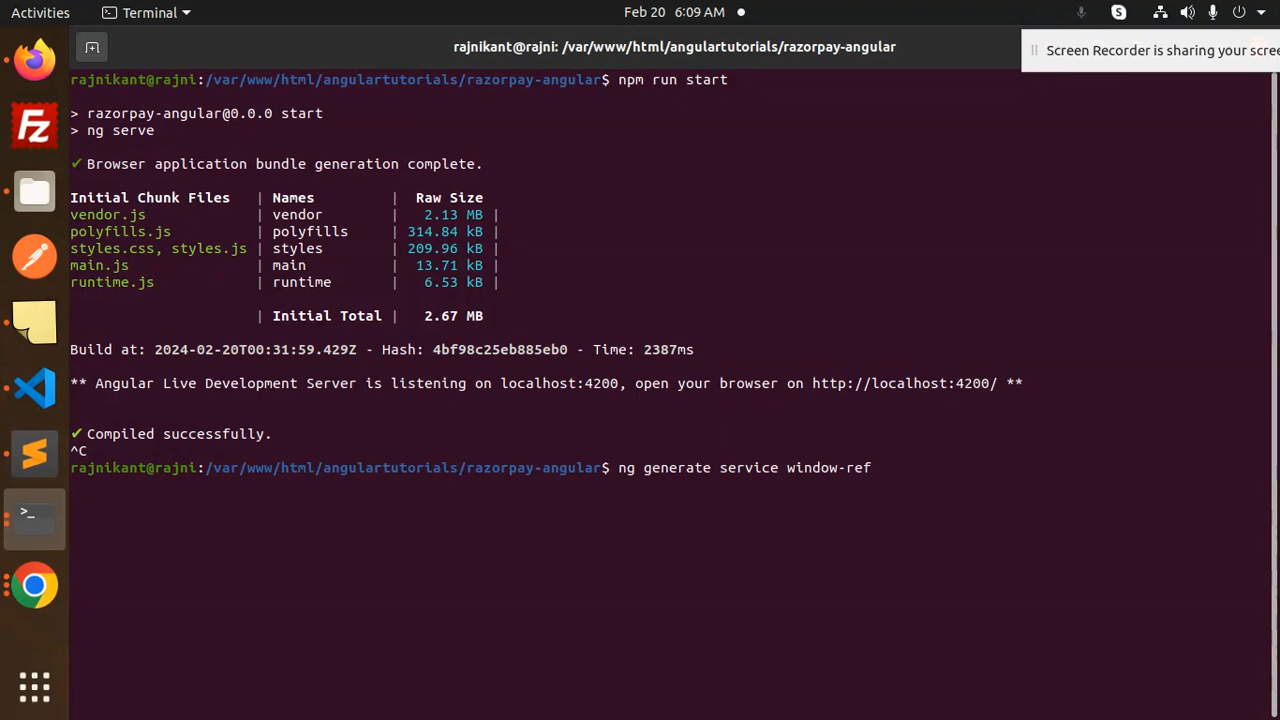 Activities
Terminal
Feb 20 6:09 AM
rajnikant@rajni: /var/www/html/angulartutorials/razorpay-angular
Screen Recorder is sharing your scree
rajnikant@rajni:/var/www/html/angulartutorials/razorpay-angular$ npm run start
> razorpay-angular@0.0.0 start
> ng serve
✔ Browser application bundle generation complete.
Initial Chunk Files | Names | Raw Size
vendor.js | vendor | 2.13 MB |
polyfills.js | polyfills | 314.84 kB |
styles.css, styles.js | styles | 209.96 kB |
main.js | main | 13.71 kB |
runtime.js | runtime | 6.53 kB |
| Initial Total | 2.67 MB
Build at: 2024-02-20T00:31:59.429Z - Hash: 4bf98c25eb885eb0 - Time: 2387ms
** Angular Live Development Server is listening on localhost:4200, open your browser on http://localhost:4200/ **
✔ Compiled successfully.
^C
rajnikant@rajni:/var/www/html/angulartutorials/razorpay-angular$ ng generate service window-ref